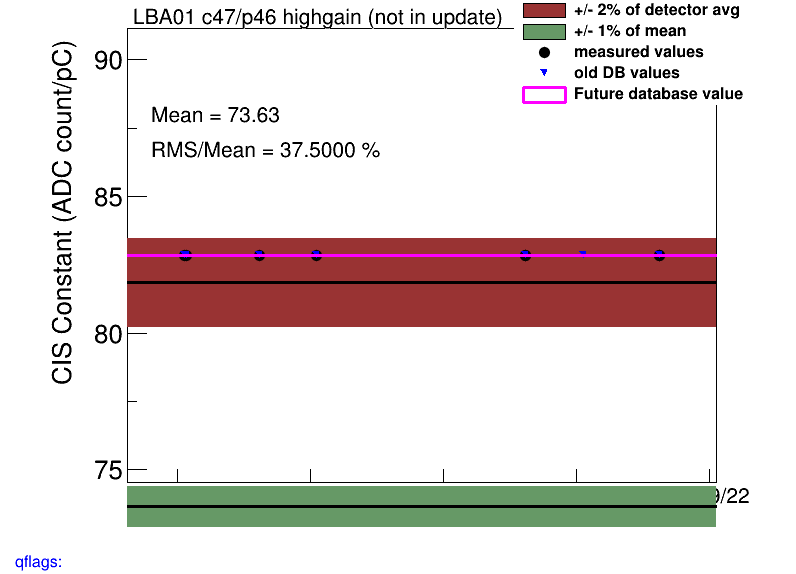 LBA01 c47/p46 highgain (not in update)
+/- 2% of detector avg
+/- 1% of mean
measured values
old DB values
Future database value
Mean = 73.63
RMS/Mean = 37.5000 %
CIS Constant (ADC count/pC)
90
85
80
75
/22
qflags: